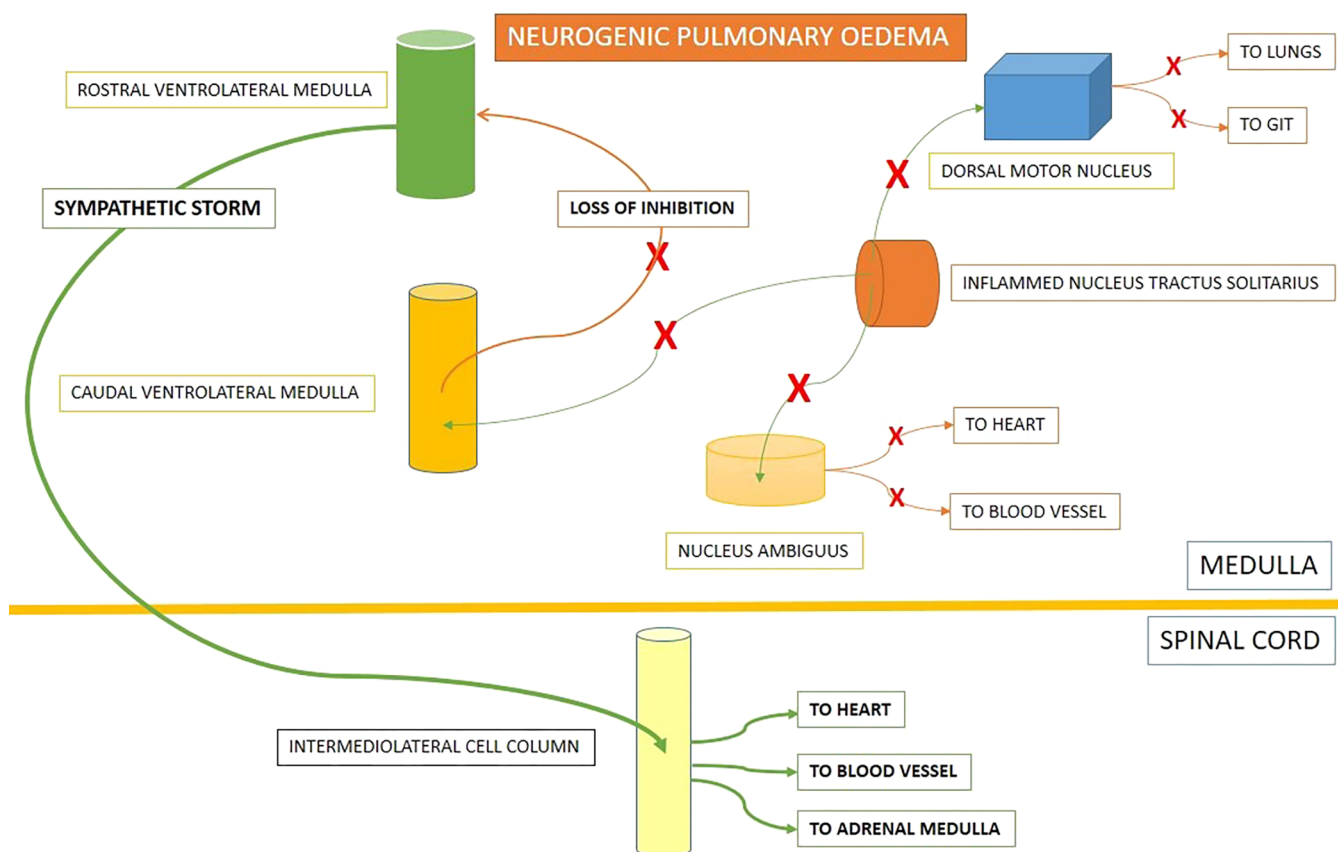 NEUROGENIC PULMONARY OEDEMA
TO LUNGS
ROSTRAL VENTROLATERAL MEDULLA
X
X
TO GIT
DORSAL MOTOR NUCLEUS
X
SYMPATHETIC STORM
LOSS OF INHIBITION
X
INFLAMMED NUCLEUS TRACTUS SOLITARIUS
X
CAUDAL VENTROLATERAL MEDULLA
X
TO HEART
X
X
TO BLOOD VESSEL
NUCLEUS AMBIGUUS
MEDULLA
SPINAL CORD
TO HEART
INTERMEDIOLATERAL CELL COLUMN
TO BLOOD VESSEL
TO ADRENAL MEDULLA